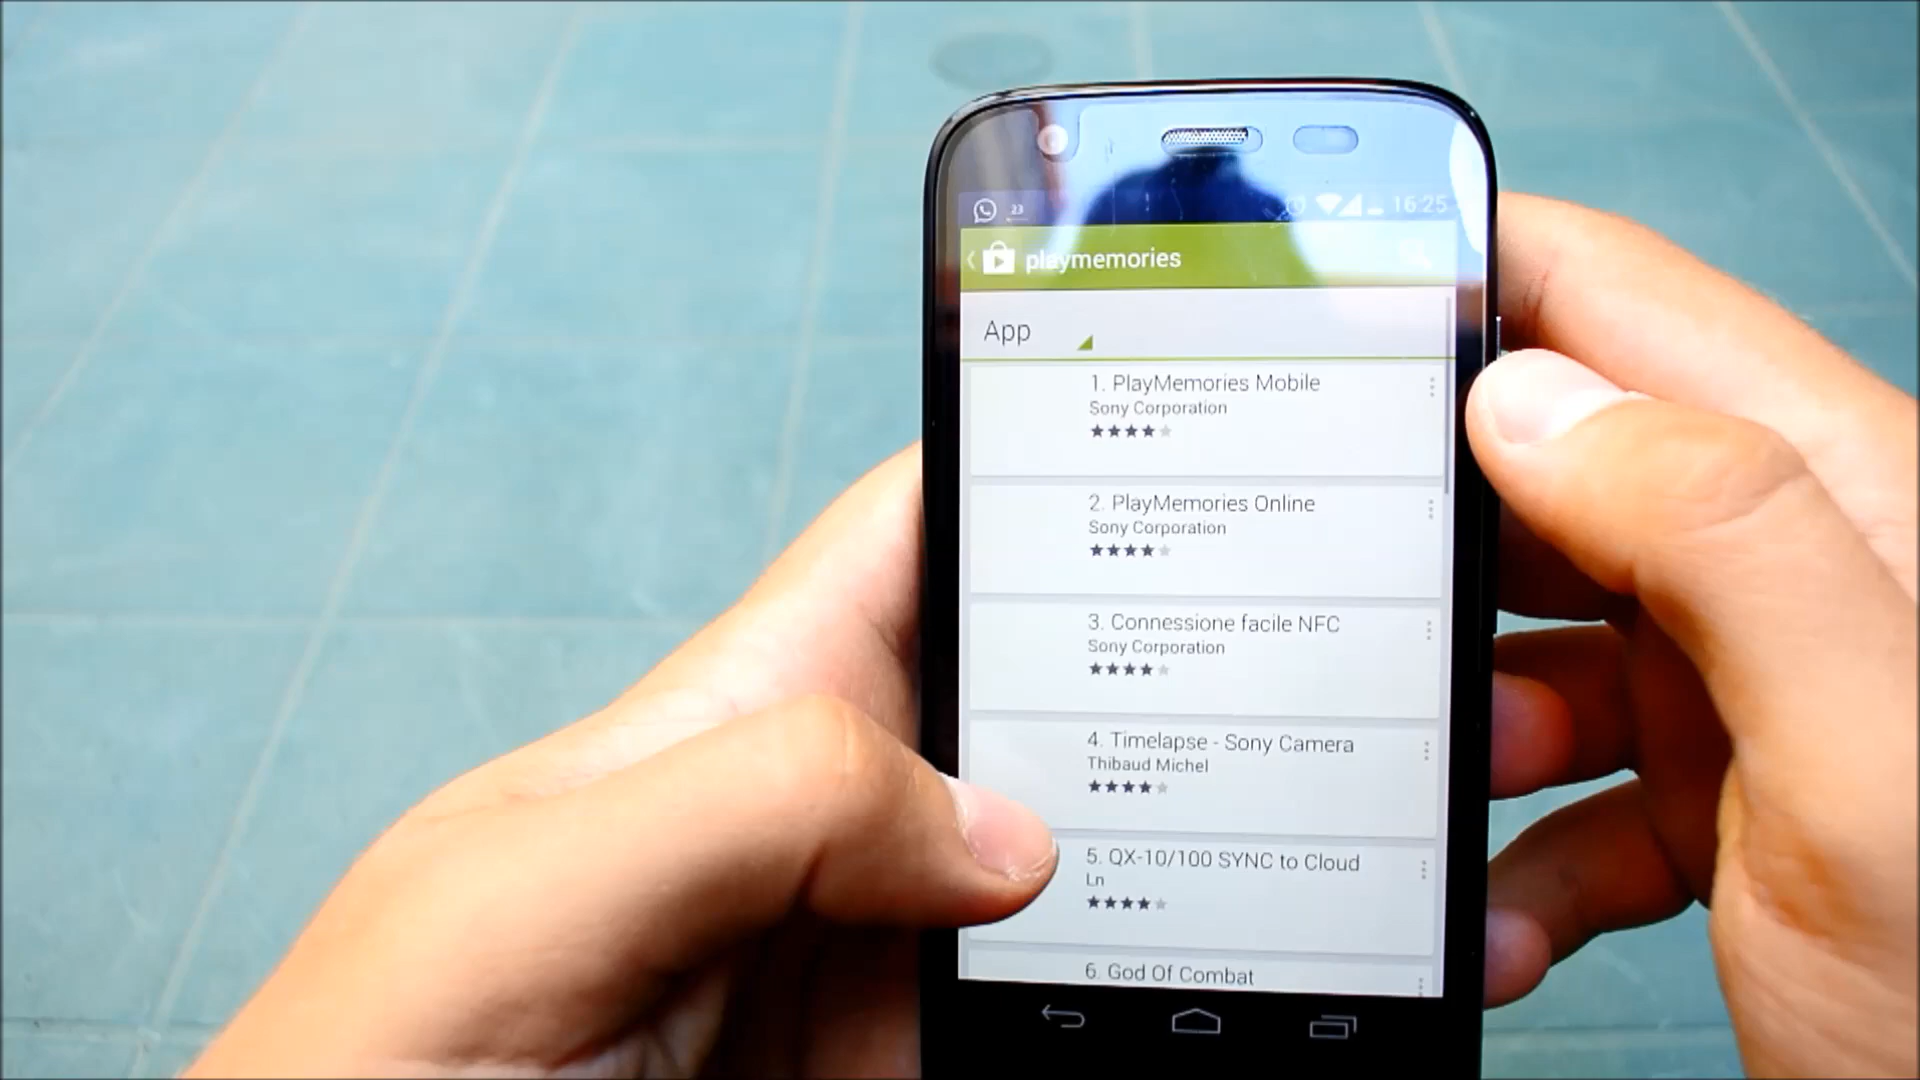 23
16:25
playmemories
App
1. PlayMemories Mobile
Sony Corporation
2. PlayMemories Online
Sony Corporation
3. Connessione facile NFC
Sony Corporation
4. Timelapse - Sony Camera
Thibaud Michel
5. QX-10/100 SYNC to Cloud
Ln
6. God Of Combat